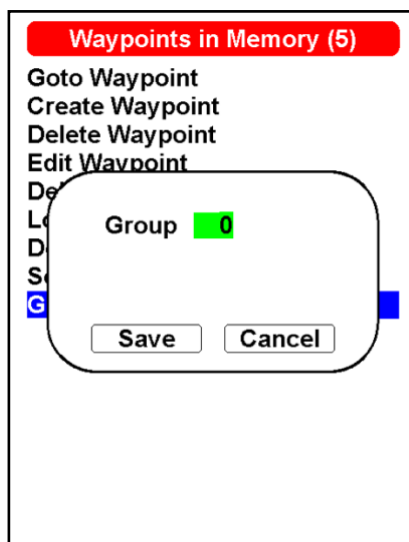 Waypoints in Memory (5)
Goto Waypoint
Create Waypoint
Delete Waypoint
Edit Waypoint
Group 0
Save Cancel